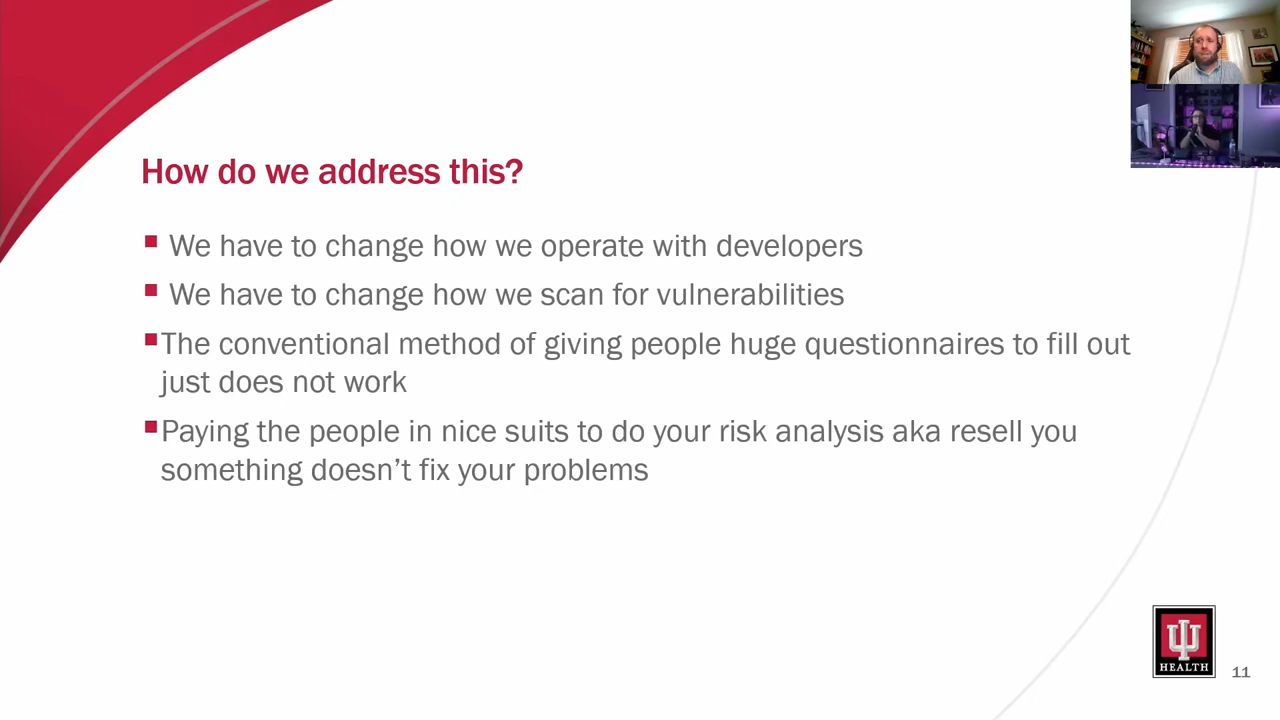 How do we address this?
We have to change how we operate with developers
We have to change how we scan for vulnerabilities
The conventional method of giving people huge questionnaires to fill out
just does not work
Paying the people in nice suits to do your risk analysis aka resell you
something doesn't fix your problems
HEALTH
11